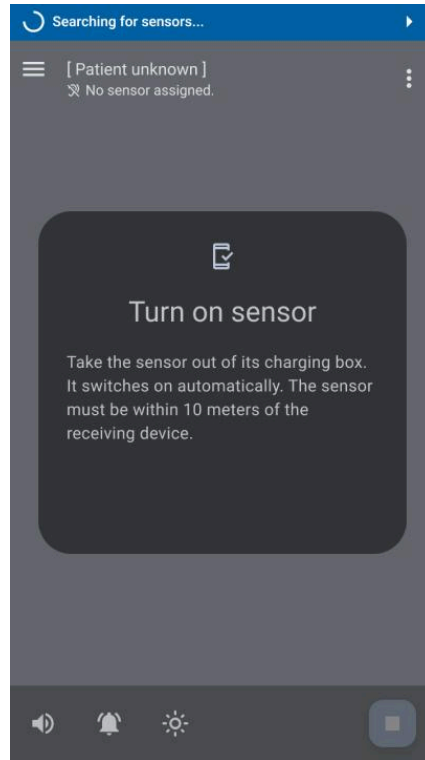 Searching for sensors...
[ Patient unknown ]
No sensor assigned.
Turn on sensor
Take the sensor out of its charging box.
It switches on automatically. The sensor
must be within 10 meters of the
receiving device.